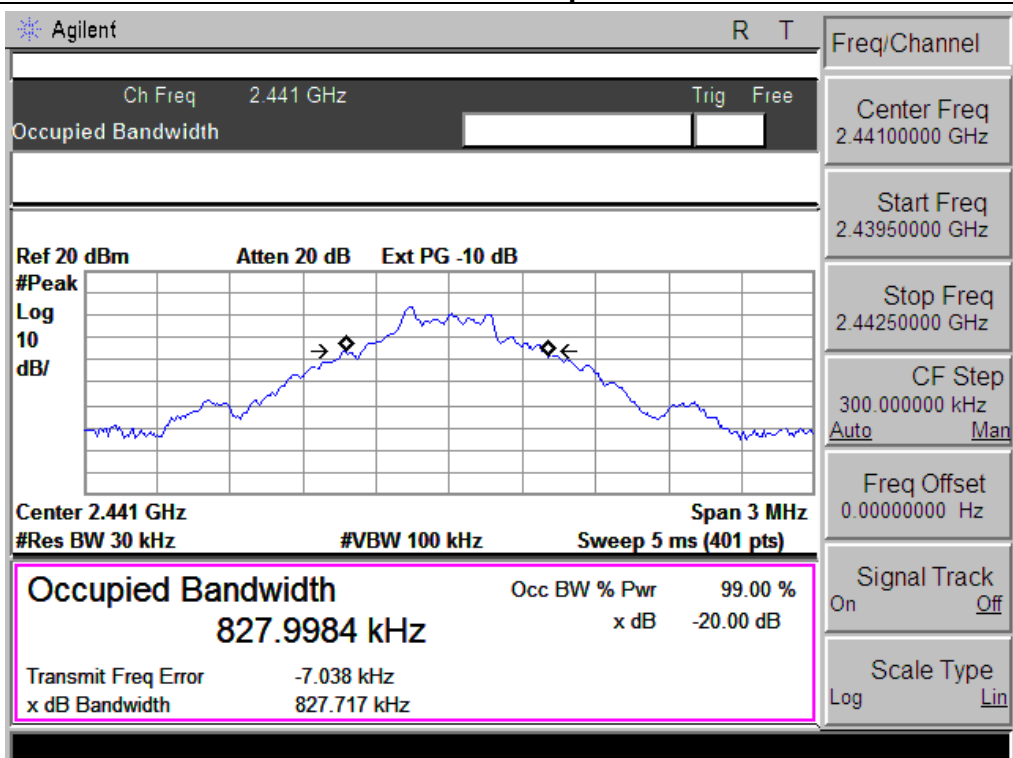 Agilent R T
Ch Freq 2.441 GHz Trig Free
Occupied Bandwidth
Ref 20 dBm Atten 20 dB Ext PG -10 dB
#Peak
Log
10
dB/
Center 2.441 GHz Span 3 MHz
#Res BW 30 kHz #VBW 100 kHz Sweep 5 ms (401 pts)
Occupied Bandwidth Occ BW % Pwr 99.00 %
827.9984 kHz x dB -20.00 dB
Transmit Freq Error -7.038 kHz
x dB Bandwidth 827.717 kHz
Freq/Channel
Center Freq
2.44100000 GHz
Start Freq
2.43950000 GHz
Stop Freq
2.44250000 GHz
CF Step
300.000000 kHz
Auto Man
Freq Offset
0.00000000 Hz
Signal Track
On Off
Scale Type
Log Lin